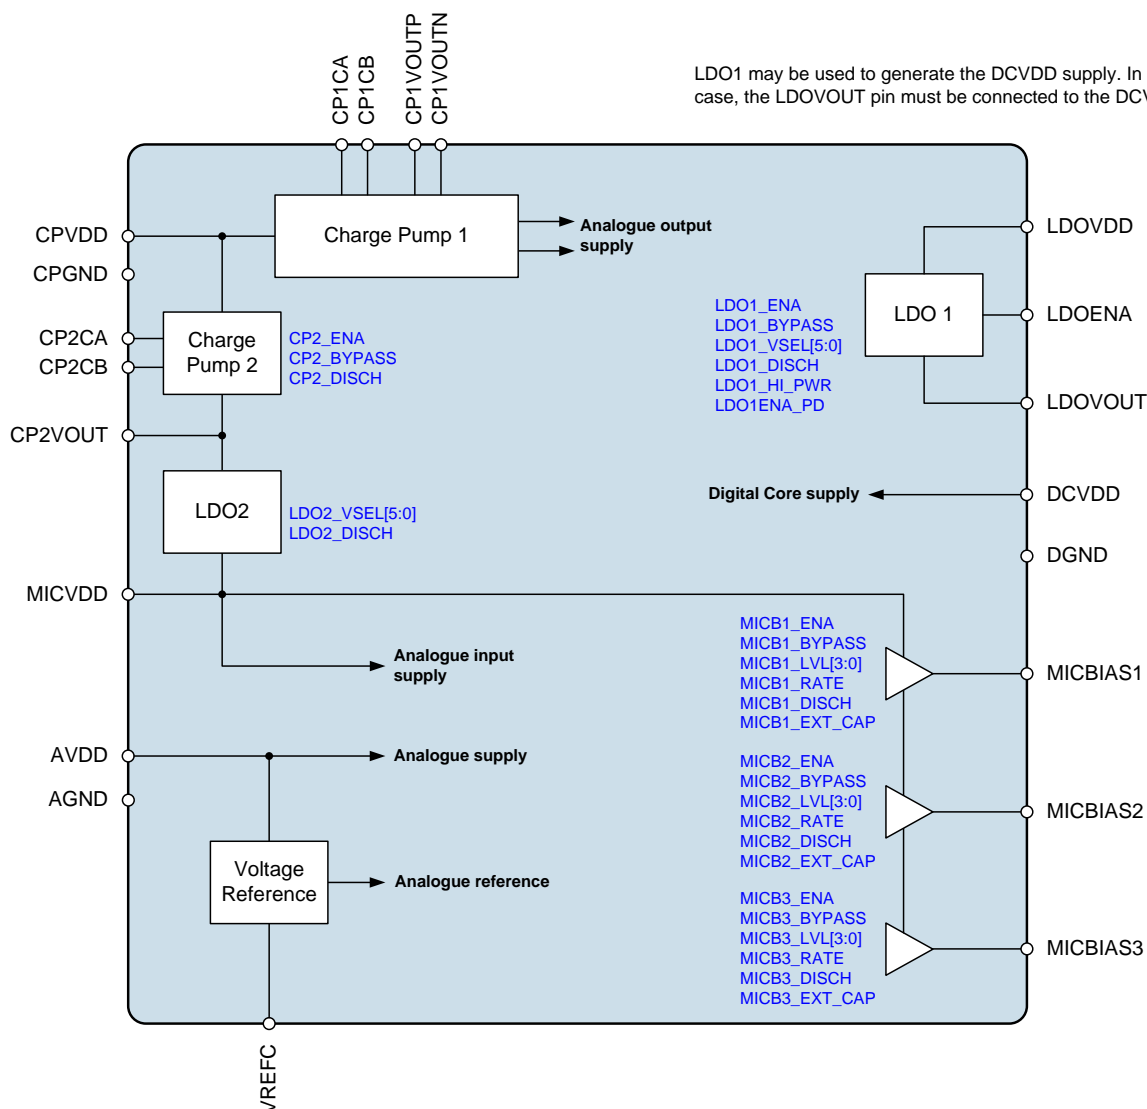 CP1CA
CP1CB
CP1VOUTP
CP1VOUTN
LDO1 may be used to generate the DCVDD supply. In
case, the LDOVOUT pin must be connected to the
CPVDD
CPGND
CP2CA
CP2CB
CP2VOUT
MICVDD
AVDD
AGND
Charge Pump 1
Analogue output
supply
Charge
Pump 2
CP2_ENA
CP2_BYPASS
CP2_DISCH
LDO2
LDO2_VSEL[5:0]
LDO2_DISCH
Analogue input
supply
Analogue supply
Voltage
Reference
Analogue reference
VREFC
LDO1_ENA
LDO1_BYPASS
LDO1_VSEL[5:0]
LDO1_DISCH
LDO1_HI_PWR
LDO1ENA_PD
LDO 1
LDOVDD
LDOENA
LDOVOUT
Digital Core supply
DCVDD
DGND
MICB1_ENA
MICB1_BYPASS
MICB1_LVL[3:0]
MICB1_RATE
MICB1_DISCH
MICB1_EXT_CAP
MICBIAS1
MICB2_ENA
MICB2_BYPASS
MICB2_LVL[3:0]
MICB2_RATE
MICB2_DISCH
MICB2_EXT_CAP
MICBIAS2
MICB3_ENA
MICB3_BYPASS
MICB3_LVL[3:0]
MICB3_RATE
MICB3_DISCH
MICB3_EXT_CAP
MICBIAS3